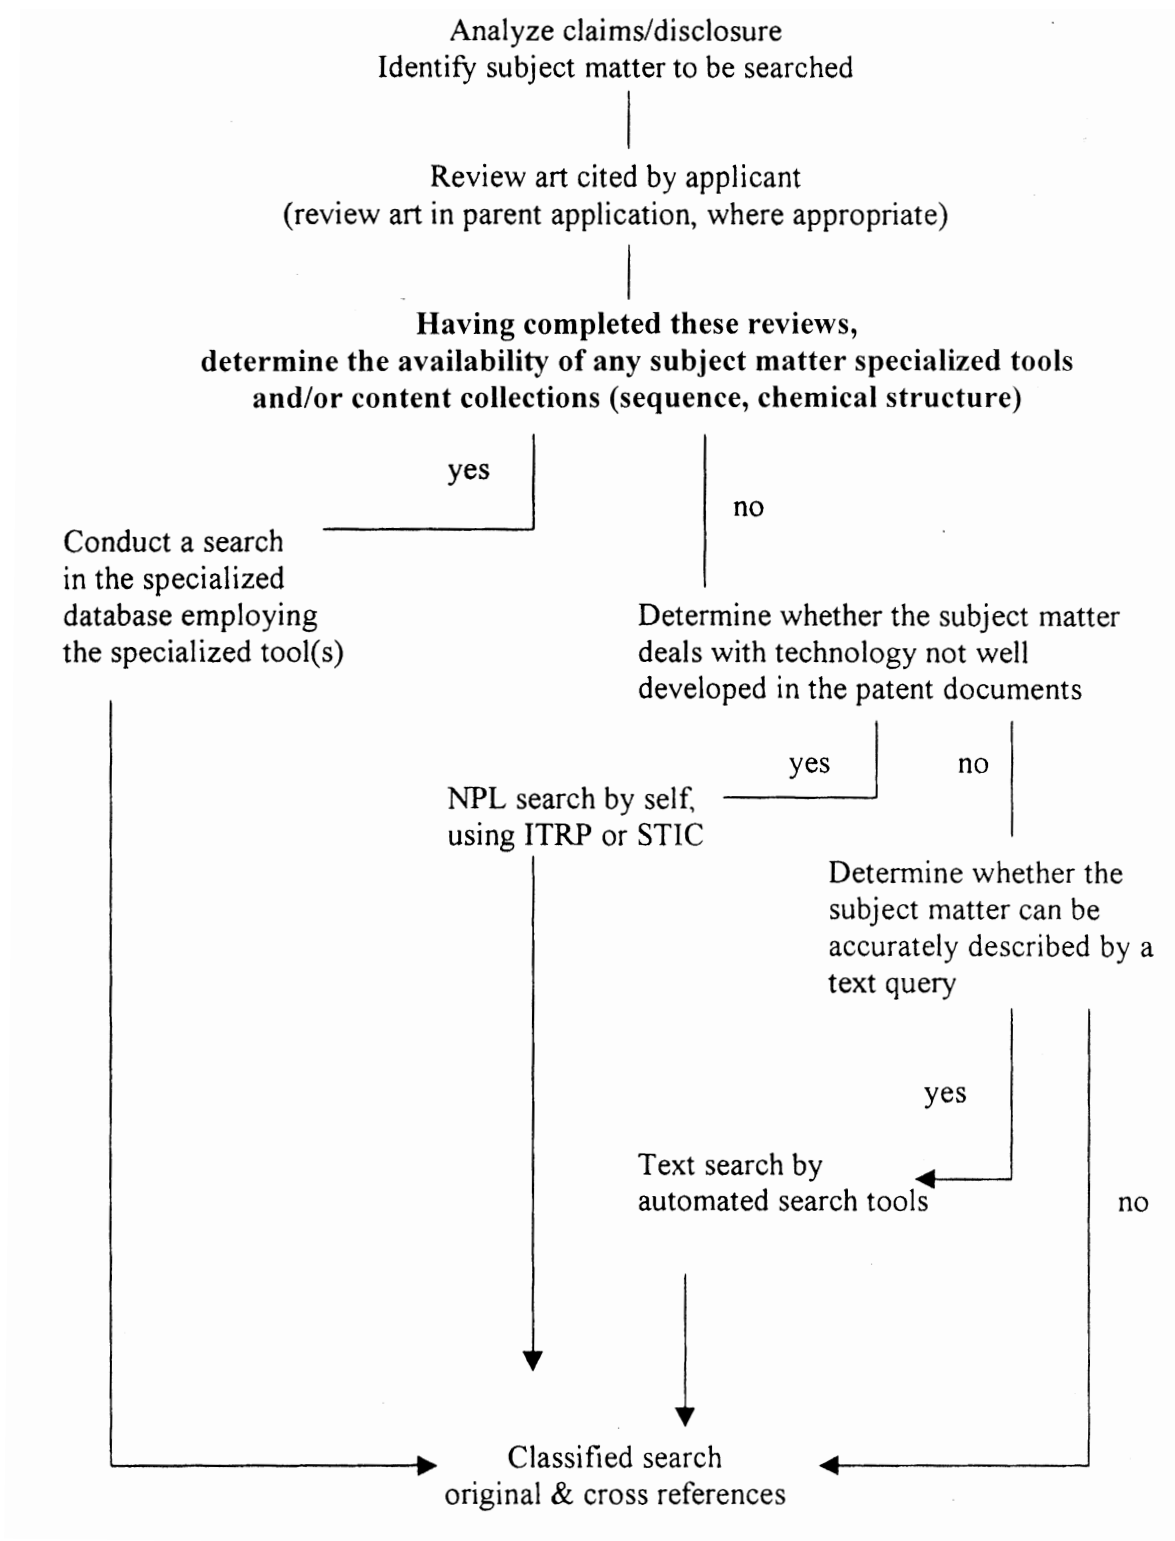 Analyze claims/disclosure
Identify subject matter to be searched
Review art cited by applicant
(review art in parent application, where appropriate)
Having completed these reviews,
determine the availability of any subject matter specialized tools
and/or content collections (sequence, chemical structure)
yes
no
Conduct a search
in the specialized
database employing
the specialized tool(s)
Determine whether the subject matter
deals with technology not well
developed in the patent documents
yes
no
NPL search by self,
using ITRP or STIC
Determine whether the
subject matter can be
accurately described by a
text query
yes
Text search by
automated search tools
no
Classified search
original & cross references